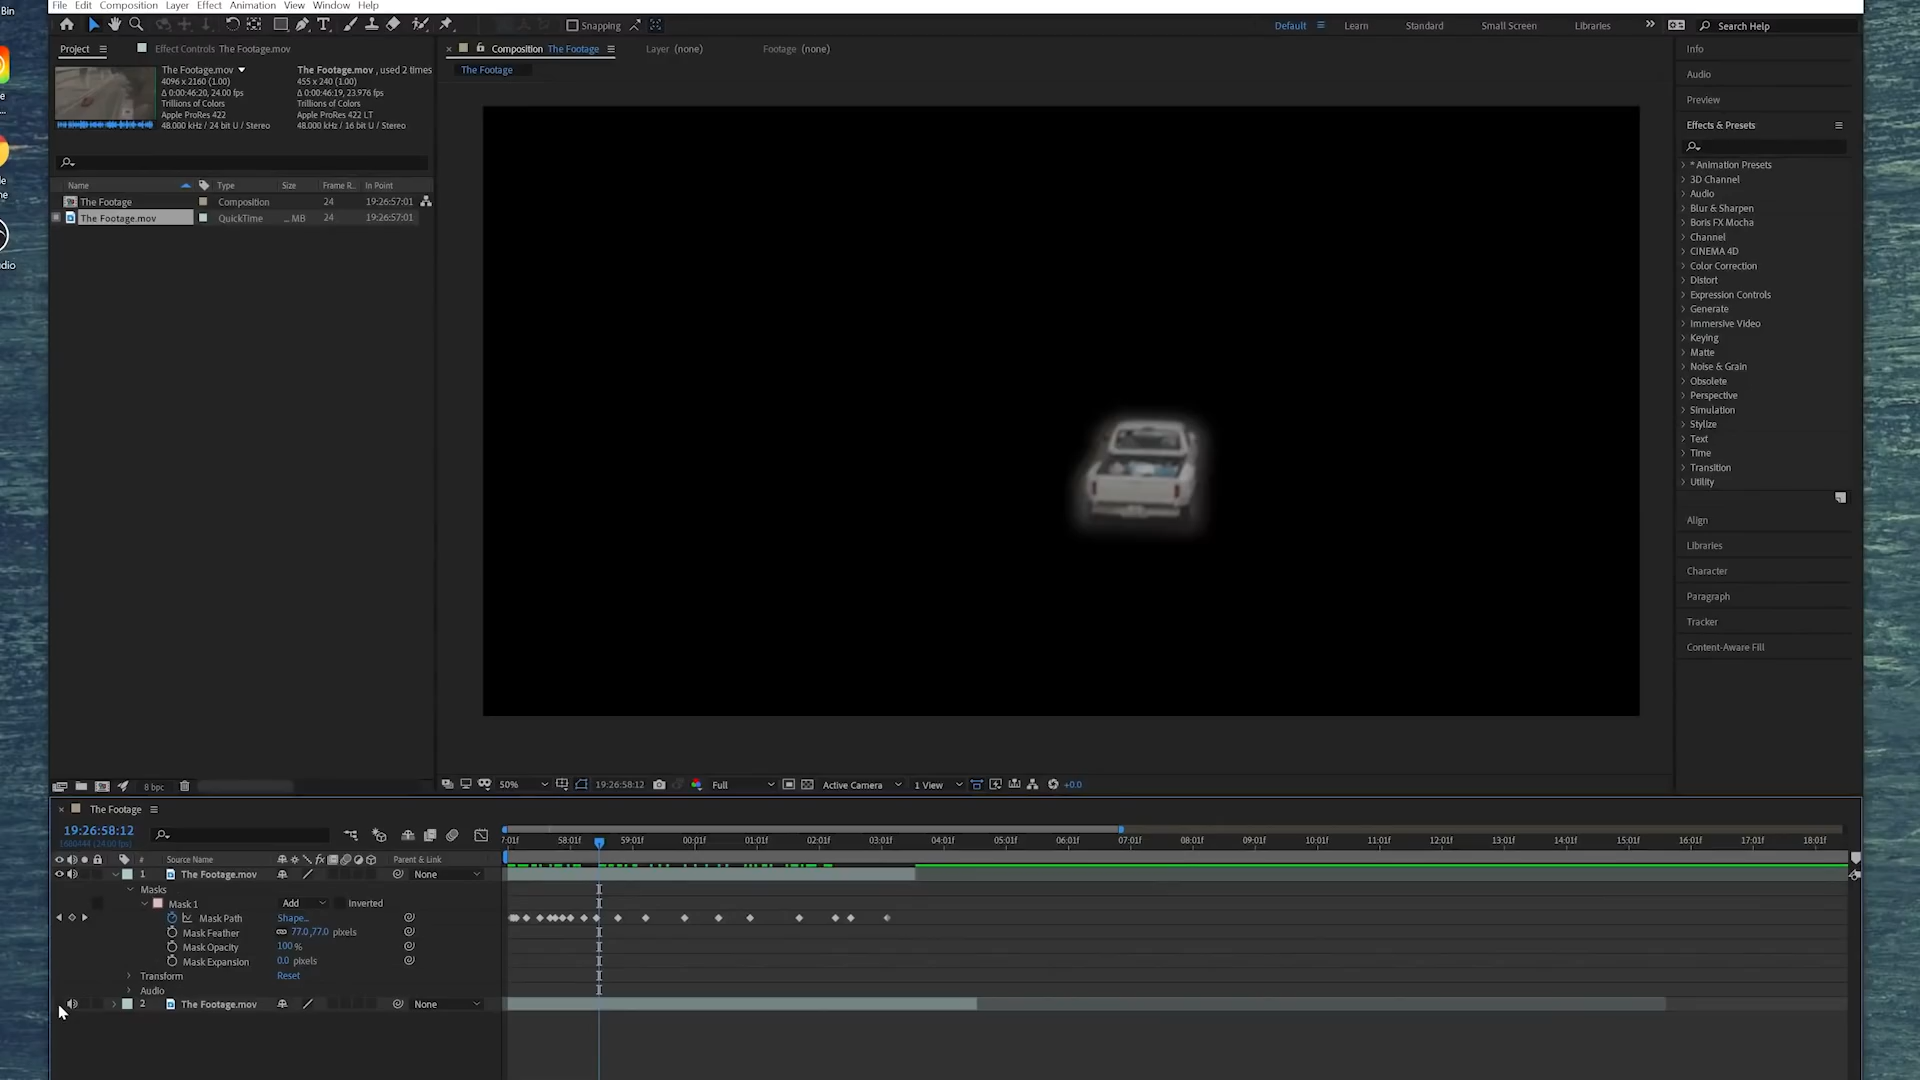 Bin
File Edit Composition Layer Effect Animation View Window Help
Snapping
Default Learn Standard Small Screen Libraries Search Help
Project Effect Controls The Footage.mov
Composition The Footage Layer (none) Footage (none)
The Footage
The Footage.mov The Footage.mov , used 2 times
4096 x 2160 (1.00) 455 x 240 (1.00)
Δ 0:00:46:20, 24.00 fps Δ 0:00:46:19, 23.976 fps
Trillions of Colors Trillions of Colors
Apple ProRes 422 Apple ProRes 422 LT
48.000 kHz / 24 bit U / Stereo 48.000 kHz / 16 bit U / Stereo
Name Type Size Frame R... In Point
The Footage Composition 24 19:26:57:01
The Footage.mov QuickTime ... MB 24 19:26:57:01
dio
Info
Audio
Preview
Effects & Presets
* Animation Presets
3D Channel
Audio
Blur & Sharpen
Boris FX Mocha
Channel
CINEMA 4D
Color Correction
Distort
Expression Controls
Generate
Immersive Video
Keying
Matte
Noise & Grain
Obsolete
Perspective
Simulation
Stylize
Text
Time
Transition
Utility
Align
Libraries
Character
Paragraph
Tracker
Content-Aware Fill
8 bpc
50% 19:26:58:12 Full Active Camera 1 View +0.0
The Footage
19:26:58:12
7:01f 58:01f 59:01f 00:01f 01:01f 02:01f 03:01f 04:01f 05:01f 06:01f 07:01f 08:01f 09:01f 10:01f 11:01f 12:01f 13:01f 14:01f 15:01f 16:01f 17:01f 18:01f
# Source Name fx Parent & Link
1 The Footage.mov None
Masks
Mask 1 Add Inverted
Mask Path Shape...
Mask Feather 77.0,77.0 pixels
Mask Opacity 100 %
Mask Expansion 0.0 pixels
Transform Reset
Audio
2 The Footage.mov None